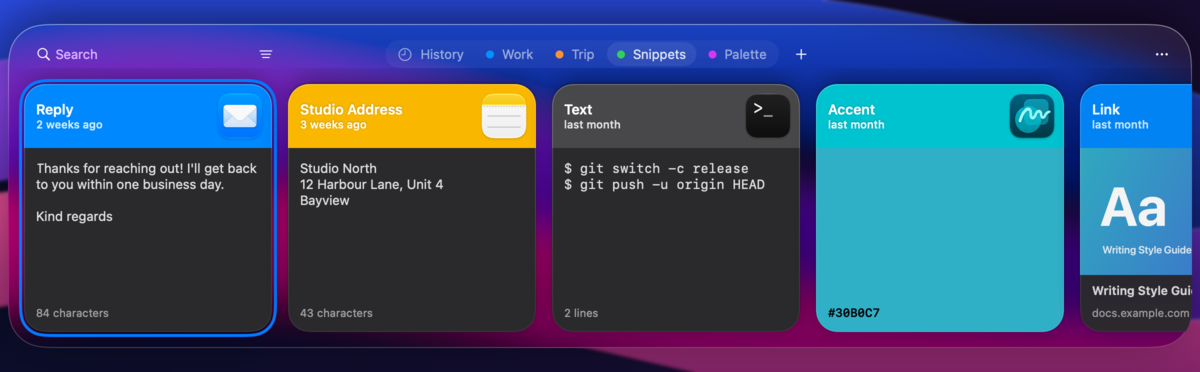 Search
History
Work
Trip
Snippets
Palette
Reply
2 weeks ago
Thanks for reaching out! I'll get back
to you within one business day.
Kind regards
84 characters
Studio Address
3 weeks ago
Studio North
12 Harbour Lane, Unit 4
Bayview
43 characters
Text
last month
>_
$ git switch -c release
$ git push -u origin HEAD
2 lines
Accent
last month
#30B0C7
Link
last month
Aa
Writing Style Guide
Writing Style Gui
docs.example.com